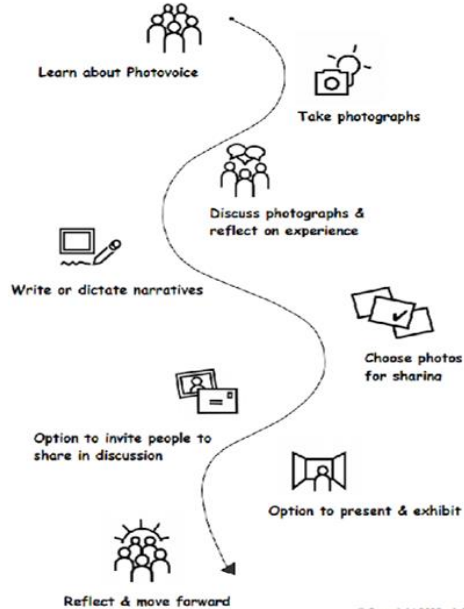 Learn about Photovoice
Take photographs
Discuss photographs &
reflect on experience
Write or dictate narratives
Choose photos
for sharing
Option to invite people to
share in discussion
Option to present & exhibit
Reflect & move forward